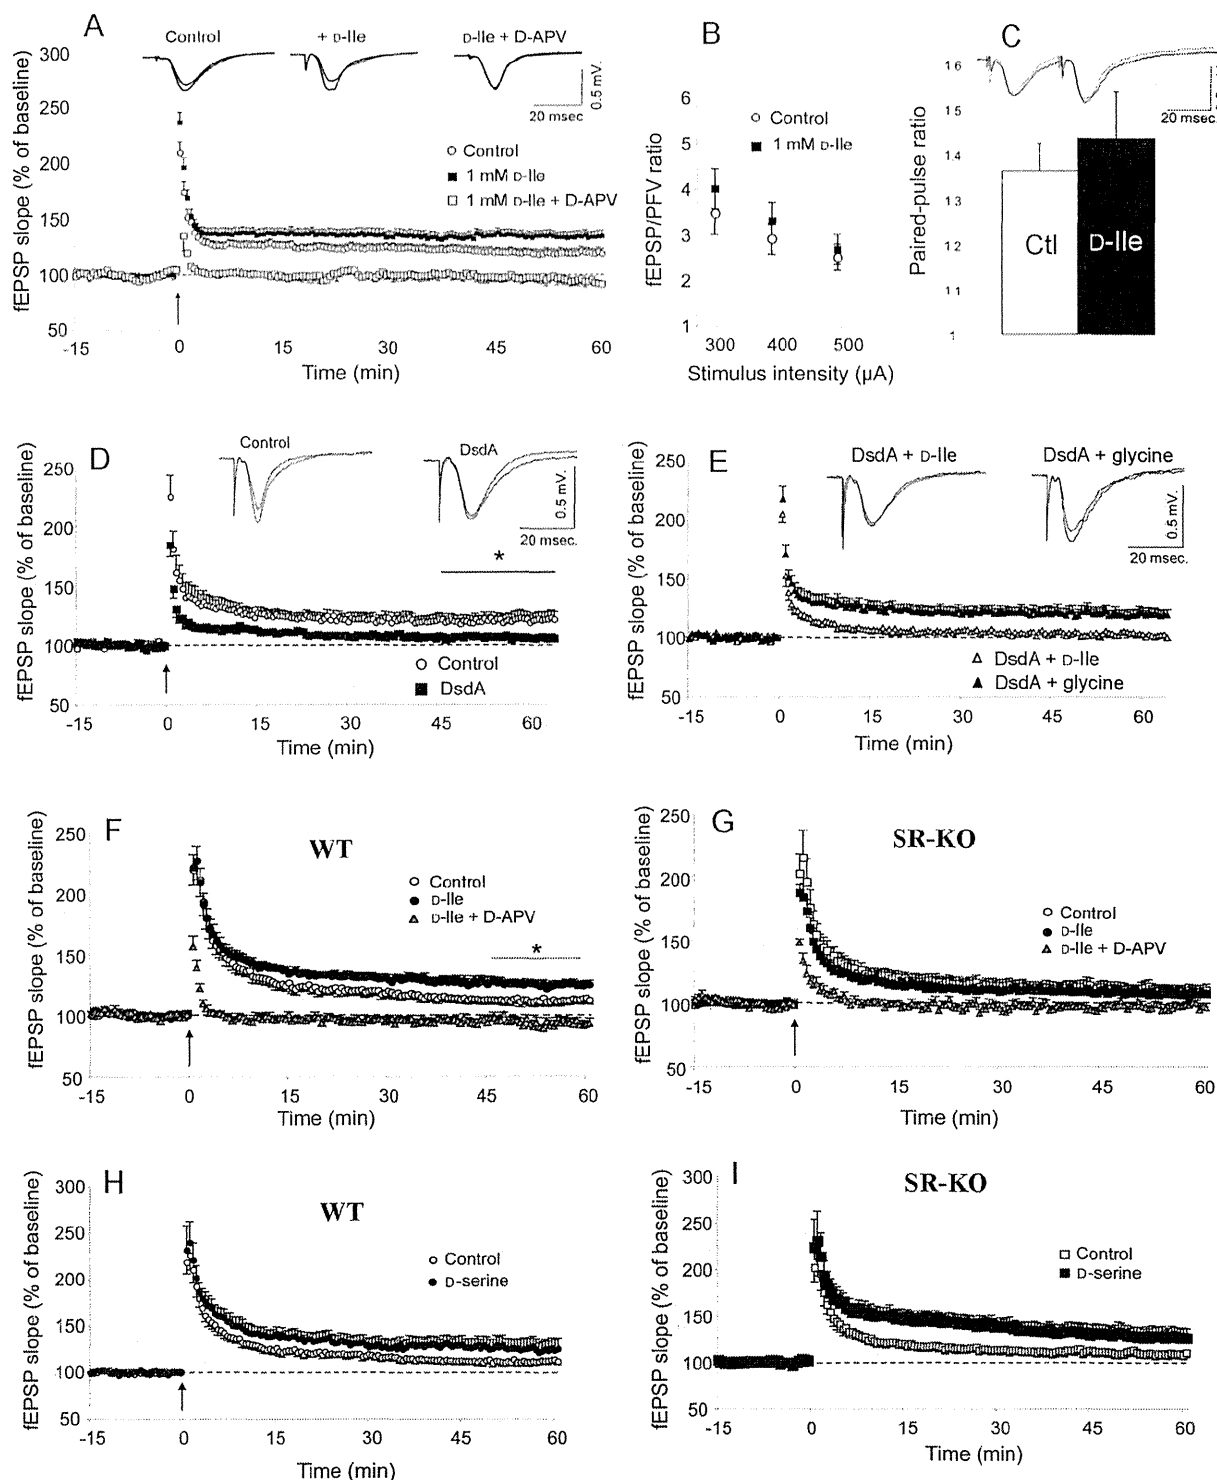 A
Control
+ D-Ile
D-Ile + D-APV
0.5 mV.
20 msec.
fEPSP slope (% of baseline)
300
250
200
150
100
50
Control
1 mM D-Ile
1 mM D-Ile + D-APV
-15
0
15
30
45
60
Time (min)
B
fEPSP/PFV ratio
6
5
4
3
2
1
Control
1 mM D-Ile
300
400
500
Stimulus intensity (µA)
C
Paired-pulse ratio
1.6
1.5
1.4
1.3
1.2
1.1
1
20 msec.
Ctl
D-Ile
D
fEPSP slope (% of baseline)
250
200
150
100
50
Control
DsdA
0.5 mV.
20 msec.
*
Control
DsdA
-15
0
15
30
45
60
Time (min)
E
fEPSP slope (% of baseline)
250
200
150
100
50
DsdA + D-Ile
DsdA + glycine
0.5 mV.
20 msec.
DsdA + D-Ile
DsdA + glycine
-15
0
15
30
45
60
Time (min)
F
WT
fEPSP slope (% of baseline)
250
200
150
100
50
Control
D-Ile
D-Ile + D-APV
*
-15
0
15
30
45
60
Time (min)
G
SR-KO
fEPSP slope (% of baseline)
250
200
150
100
50
Control
D-Ile
D-Ile + D-APV
-15
0
15
30
45
60
Time (min)
H
WT
fEPSP slope (% of baseline)
300
250
200
150
100
50
Control
D-serine
-15
0
15
30
45
60
Time (min)
I
SR-KO
fEPSP slope (% of baseline)
300
250
200
150
100
50
Control
D-serine
-15
0
15
30
45
60
Time (min)